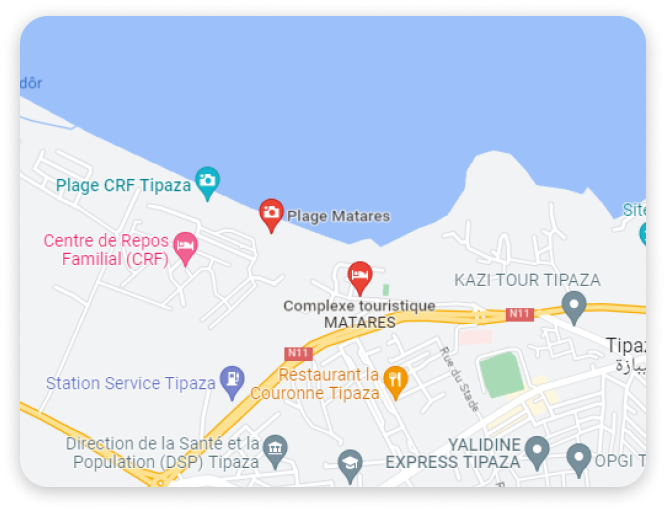 dôr
Plage CRF Tipaza
Plage Matares
Site
Centre de Repos
Familial (CRF)
KAZI TOUR TIPAZA
Complexe touristique
MATARES
N11
Tipaz
يبازة
N11
Rue du Stade
Station Service Tipaza
Restaurant la
Couronne Tipaza
Direction de la Santé et la
Population (DSP) Tipaza
YALIDINE
EXPRESS TIPAZA
OPGI T